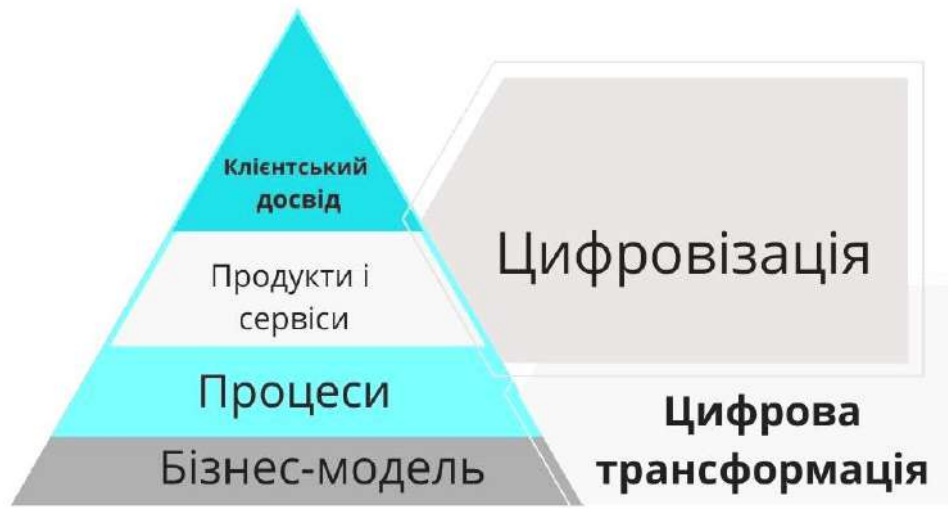 Клієнтський
досвід
Продукти і
сервіси
Процеси
Бізнес-модель
Цифровізація
Цифрова
трансформація